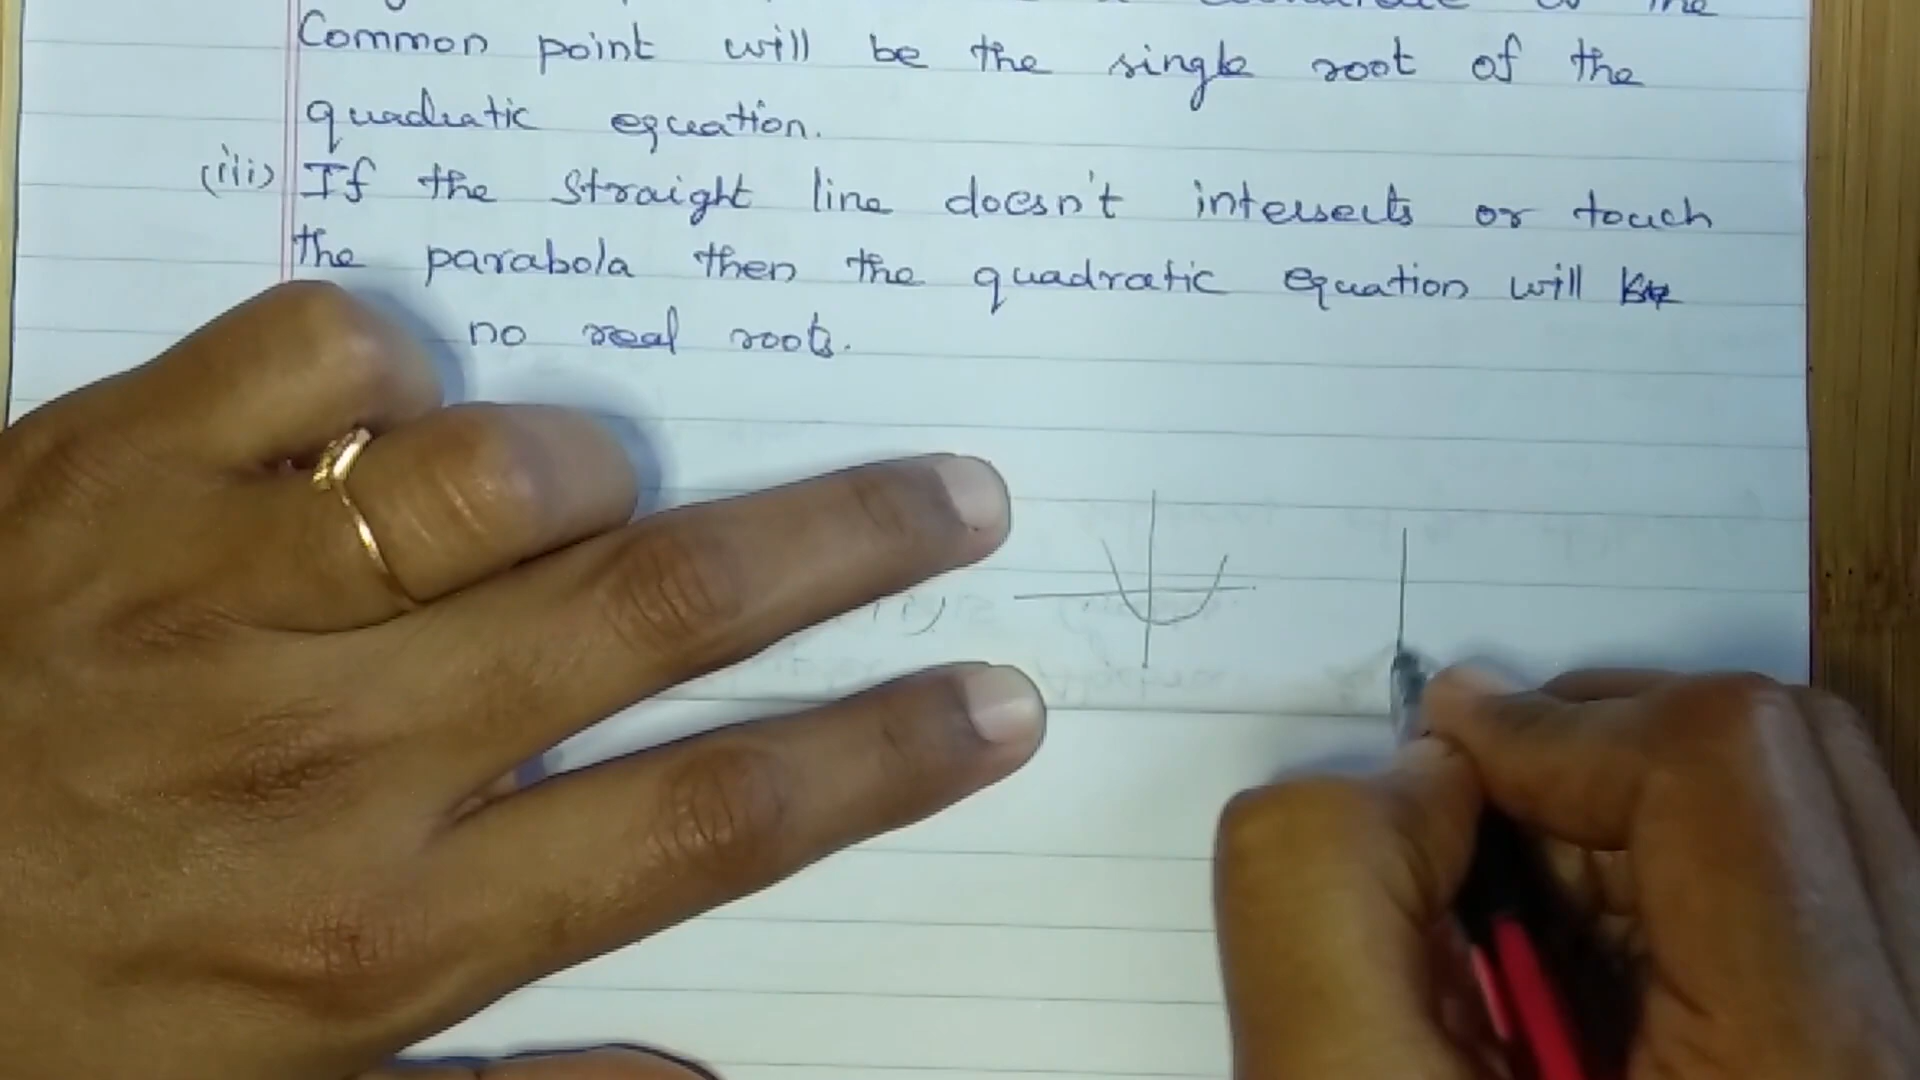 the
Common point will be the single root of the
quadratic equation.
(iii) If the straight line doesn't intersects or touch
the parabola then the quadratic equation will
no real roots.